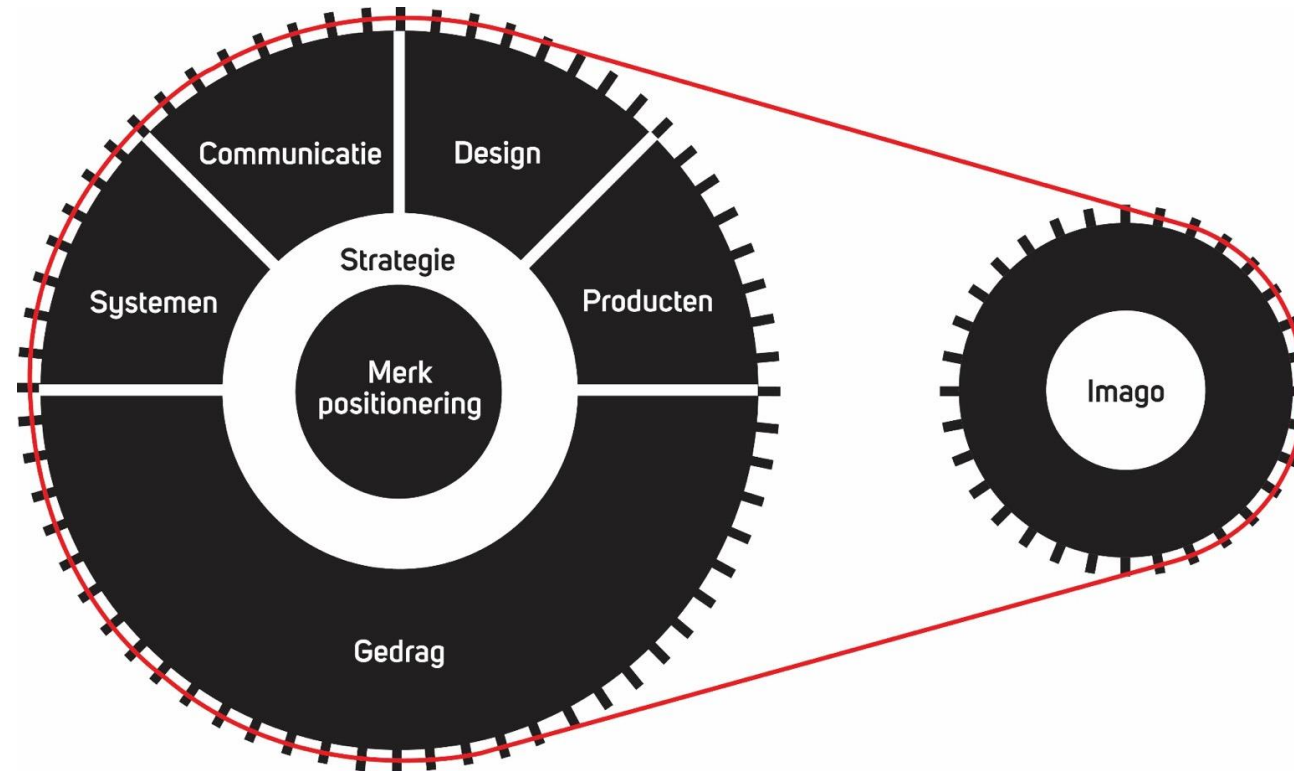 Communicatie
Design
Strategie
Systemen
Producten
Merk
positionering
Imago
Gedrag